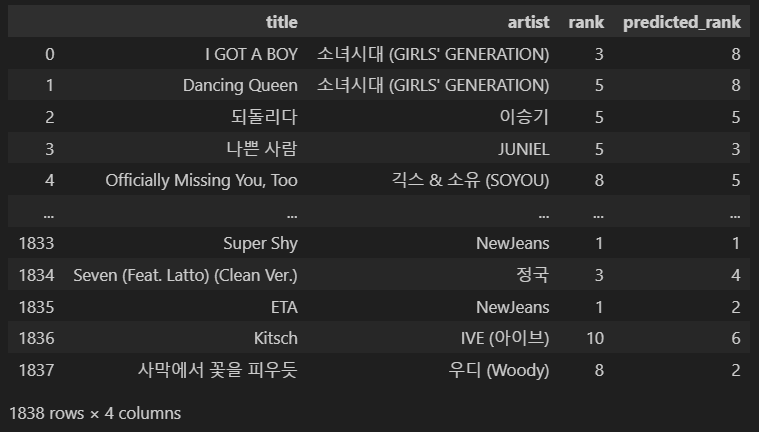 title artist rank predicted_rank
0 I GOT A BOY 소녀시대 (GIRLS' GENERATION) 3 8
1 Dancing Queen 소녀시대 (GIRLS' GENERATION) 5 8
2 되돌리다 이승기 5 5
3 나쁜 사람 JUNIEL 5 3
4 Officially Missing You, Too 긱스 & 소유 (SOYOU) 8 5
... ... ... ... ...
1833 Super Shy NewJeans 1 1
1834 Seven (Feat. Latto) (Clean Ver.) 정국 3 4
1835 ETA NewJeans 1 2
1836 Kitsch IVE (아이브) 10 6
1837 사막에서 꽃을 피우듯 우디 (Woody) 8 2
1838 rows × 4 columns